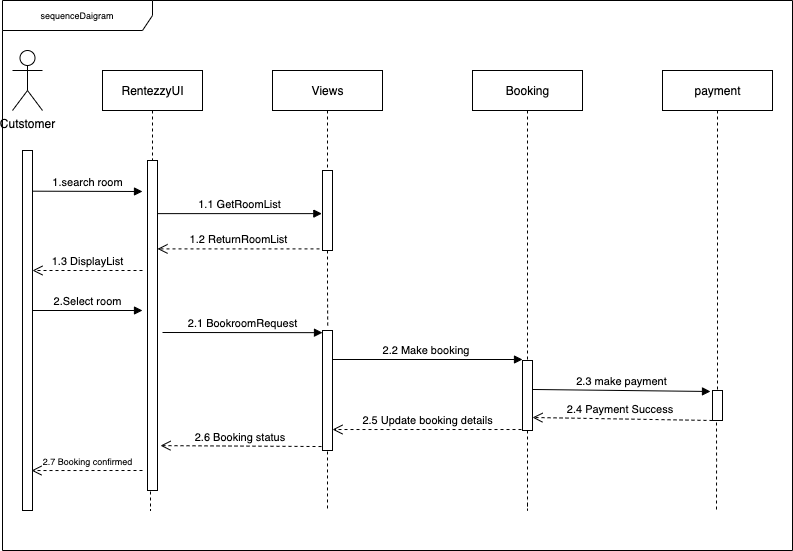 sequenceDaigram
Cutstomer
RentezzyUI
Views
Booking
payment
1.search room
1.1 GetRoomList
1.2 ReturnRoomList
1.3 DisplayList
2.Select room
2.1 BookroomRequest
2.2 Make booking
2.3 make payment
2.4 Payment Success
2.5 Update booking details
2.6 Booking status
2.7 Booking confirmed